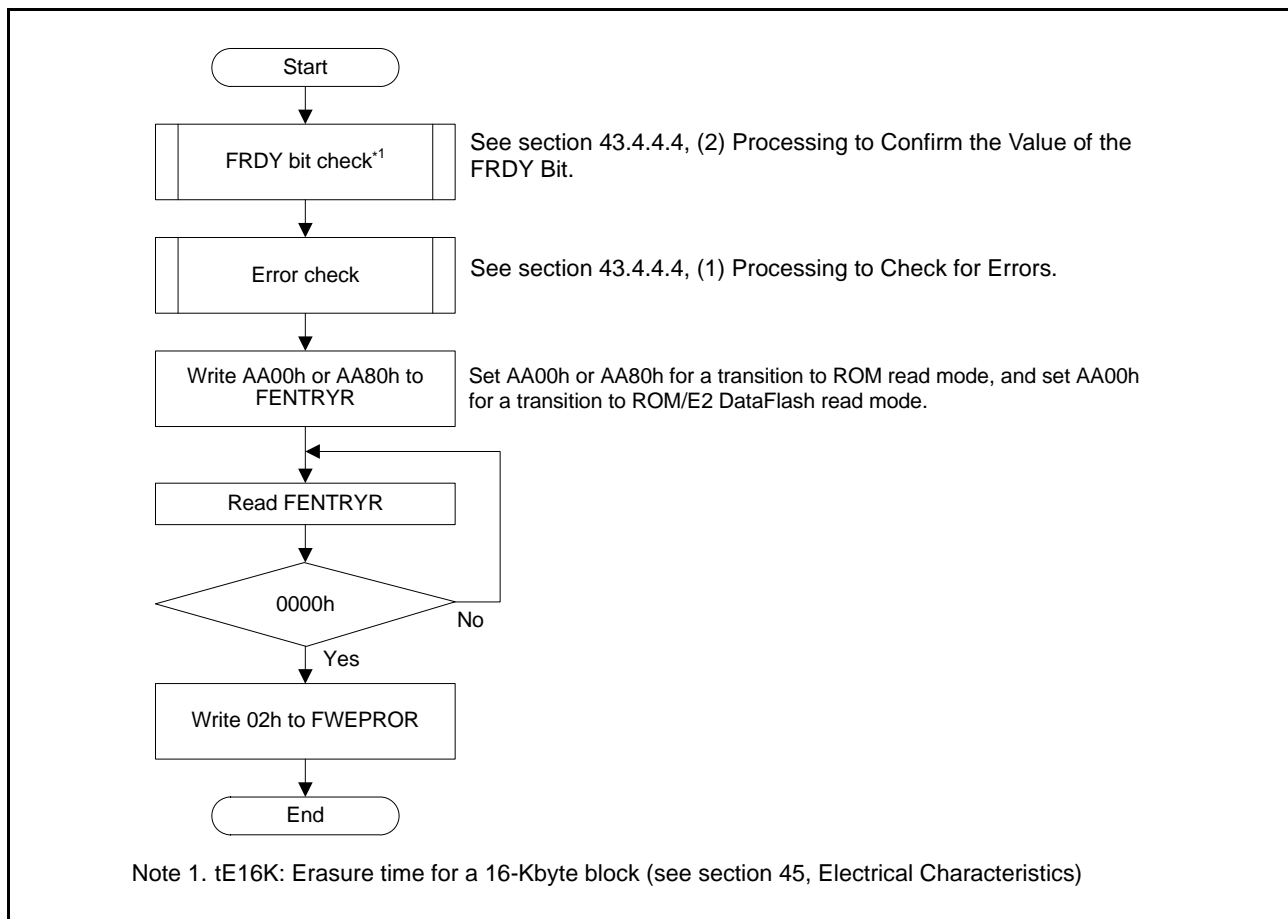 Start
FRDY bit check*1
See section 43.4.4.4, (2) Processing to Confirm the Value of the
FRDY Bit.
Error check
See section 43.4.4.4, (1) Processing to Check for Errors.
Write AA00h or AA80h to
FENTRYR
Set AA00h or AA80h for a transition to ROM read mode, and set AA00h
for a transition to ROM/E2 DataFlash read mode.
Read FENTRYR
0000h
No
Yes
Write 02h to FWEPROR
End
Note 1. tE16K: Erasure time for a 16-Kbyte block (see section 45, Electrical Characteristics)